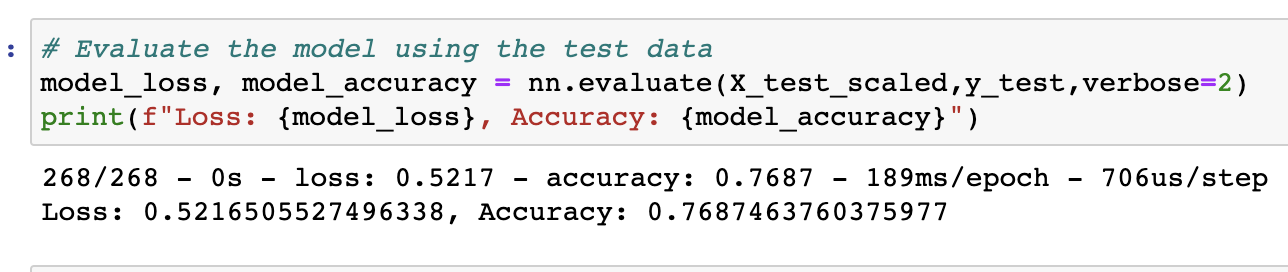 :
# Evaluate the model using the test data
model_loss, model_accuracy = nn.evaluate(X_test_scaled,y_test,verbose=2)
print(f"Loss: {model_loss}, Accuracy: {model_accuracy}")
268/268 - 0s - loss: 0.5217 - accuracy: 0.7687 - 189ms/epoch - 706us/step
Loss: 0.5216505527496338, Accuracy: 0.7687463760375977